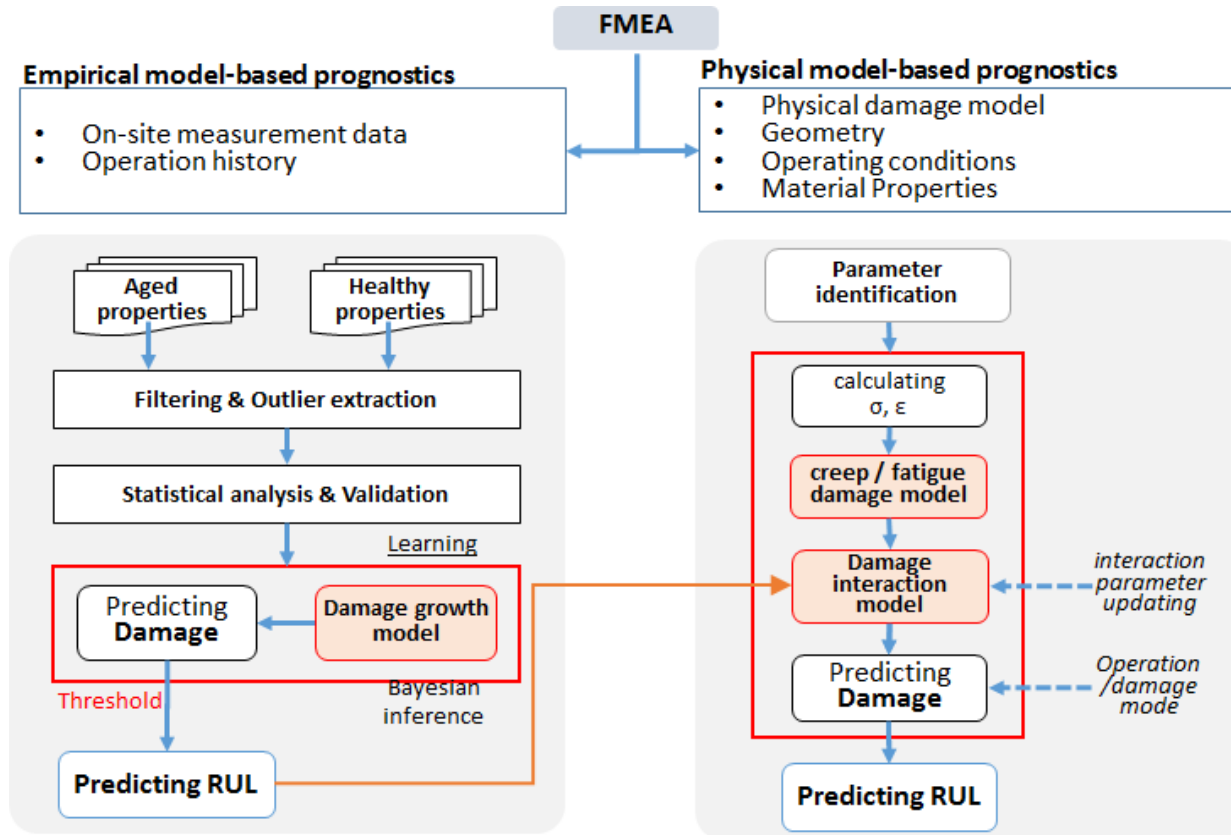 FMEA
Empirical model-based prognostics
• On-site measurement data
• Operation history
Physical model-based prognostics
• Physical damage model
• Geometry
• Operating conditions
• Material Properties
Aged
properties
Healthy
properties
Filtering & Outlier extraction
Statistical analysis & Validation
Learning
Predicting
Damage
Damage growth
model
Threshold
Bayesian
inference
Predicting RUL
Parameter
identification
calculating
σ, ε
creep / fatigue
damage model
Damage
interaction
model
interaction
parameter
updating
Predicting
Damage
Operation
/damage
mode
Predicting RUL